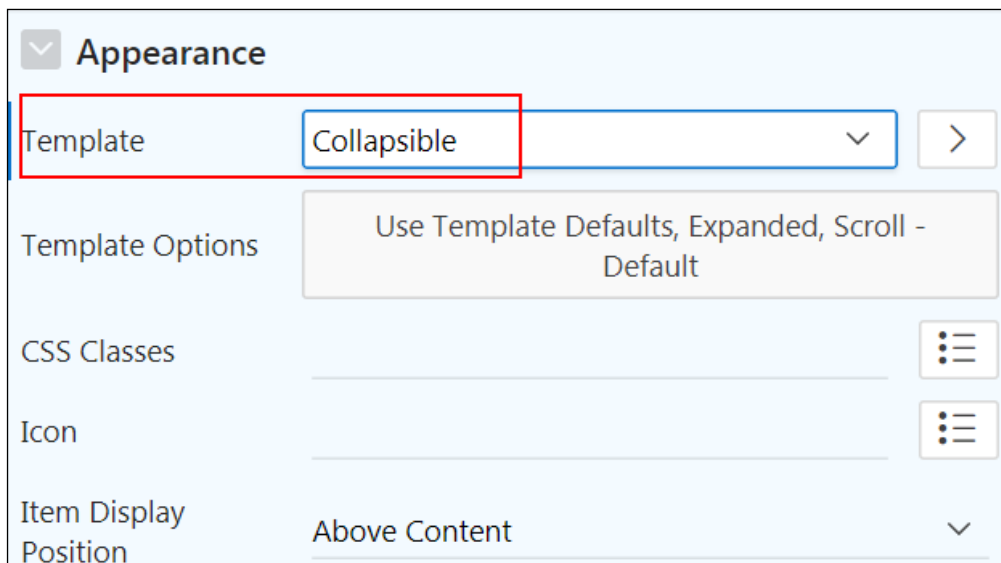 Appearance
Template Collapsible
Template Options Use Template Defaults, Expanded, Scroll -
Default
CSS Classes
Icon
Item Display
Position Above Content